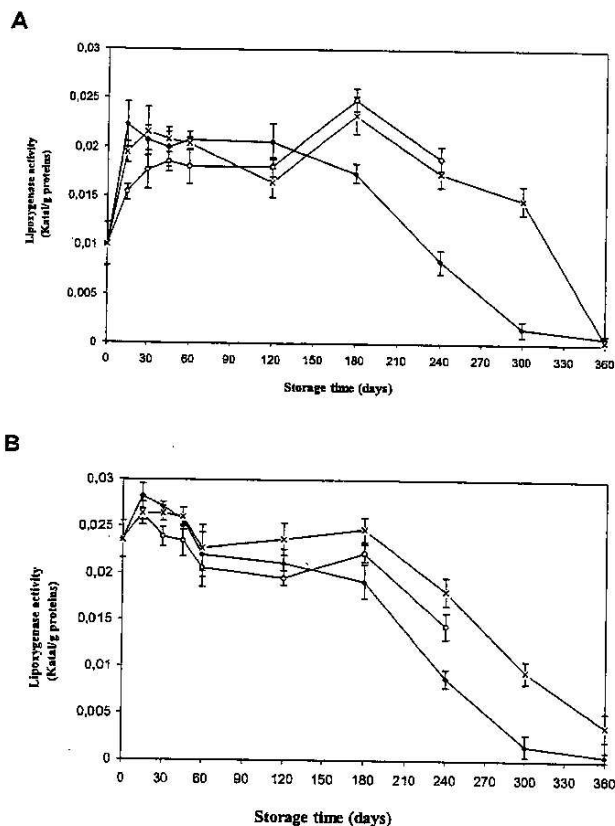 A
0,03
0,025
0,02
0,015
0,01
0,005
0
Lipoxygenase activity
(Katal/g proteins)
0 30 60 90 120 150 180 210 240 270 300 330 360
Storage time (days)
B
0,03
0,025
0,02
0,015
0,01
0,005
0
Lipoxygenase activity
(Katal/g proteins)
0 30 60 90 120 150 180 210 240 270 300 330 360
Storage time (days)